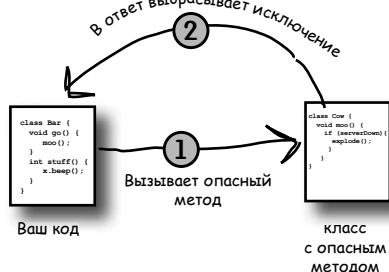 В ответ выбрасывает исключение
2
class Bar {
void go() {
moo();
}
int stuff() {
x.beep();
}
}
1
class Cow {
void moo() {
if (serverDown){
explode();
}
}
}
Вызывает опасный
метод
Ваш код
класс
с опасным
методом